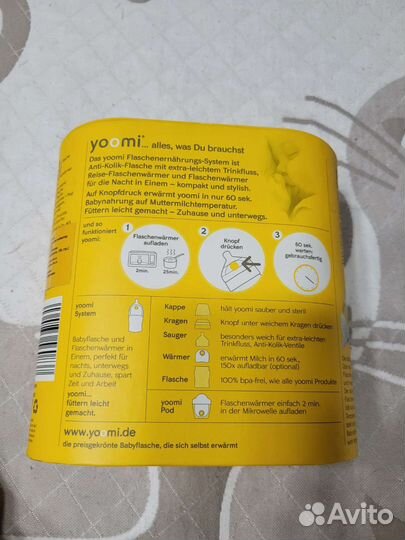 yoomi... alles, was Du brauchst
Das yoomi Flaschenernährungs-System ist
Anti-Kolik-Flasche mit extra-leichtem Trinkfluss,
Reise-Flaschenwärmer und Flaschenwärmer
für die Nacht in Einem – kompakt und stylish.
Auf Knopfdruck erwärmt yoomi in nur 60 sek.
Babynahrung auf Muttermilchtemperatur.
Füttern leicht gemacht – Zuhause und unterwegs.
und so
funktioniert
yoomi:
1
Flaschenwärmer
aufladen
2min.
25min.
2
Knopf
drücken
3
60 sek.
warten,
gebrauchsfertig
yoomi
System
Babyflasche und
Flaschenwärmer in
Einem, perfekt für
nachts, unterwegs
und Zuhause, spart
Zeit und Arbeit
yoomi...
füttern leicht
gemacht.
Kappe hält yoomi sauber und steril
Kragen Knopf unter weichem Kragen drücken
Sauger besonders weich für extra-leichten
Trinkfluss, Anti-Kolik-Ventile
Wärmer erwärmt Milch in 60 sek.,
150x aufladbar (optional)
Flasche 100% bpa-frei, wie alle yoomi Produkte
yoomi
Pod
Flaschenwärmer einfach 2 min.
in der Mikrowelle aufladen
www.yoomi.de
die preisgekrönte Babyflasche, die sich selbst erwärmt
Avito